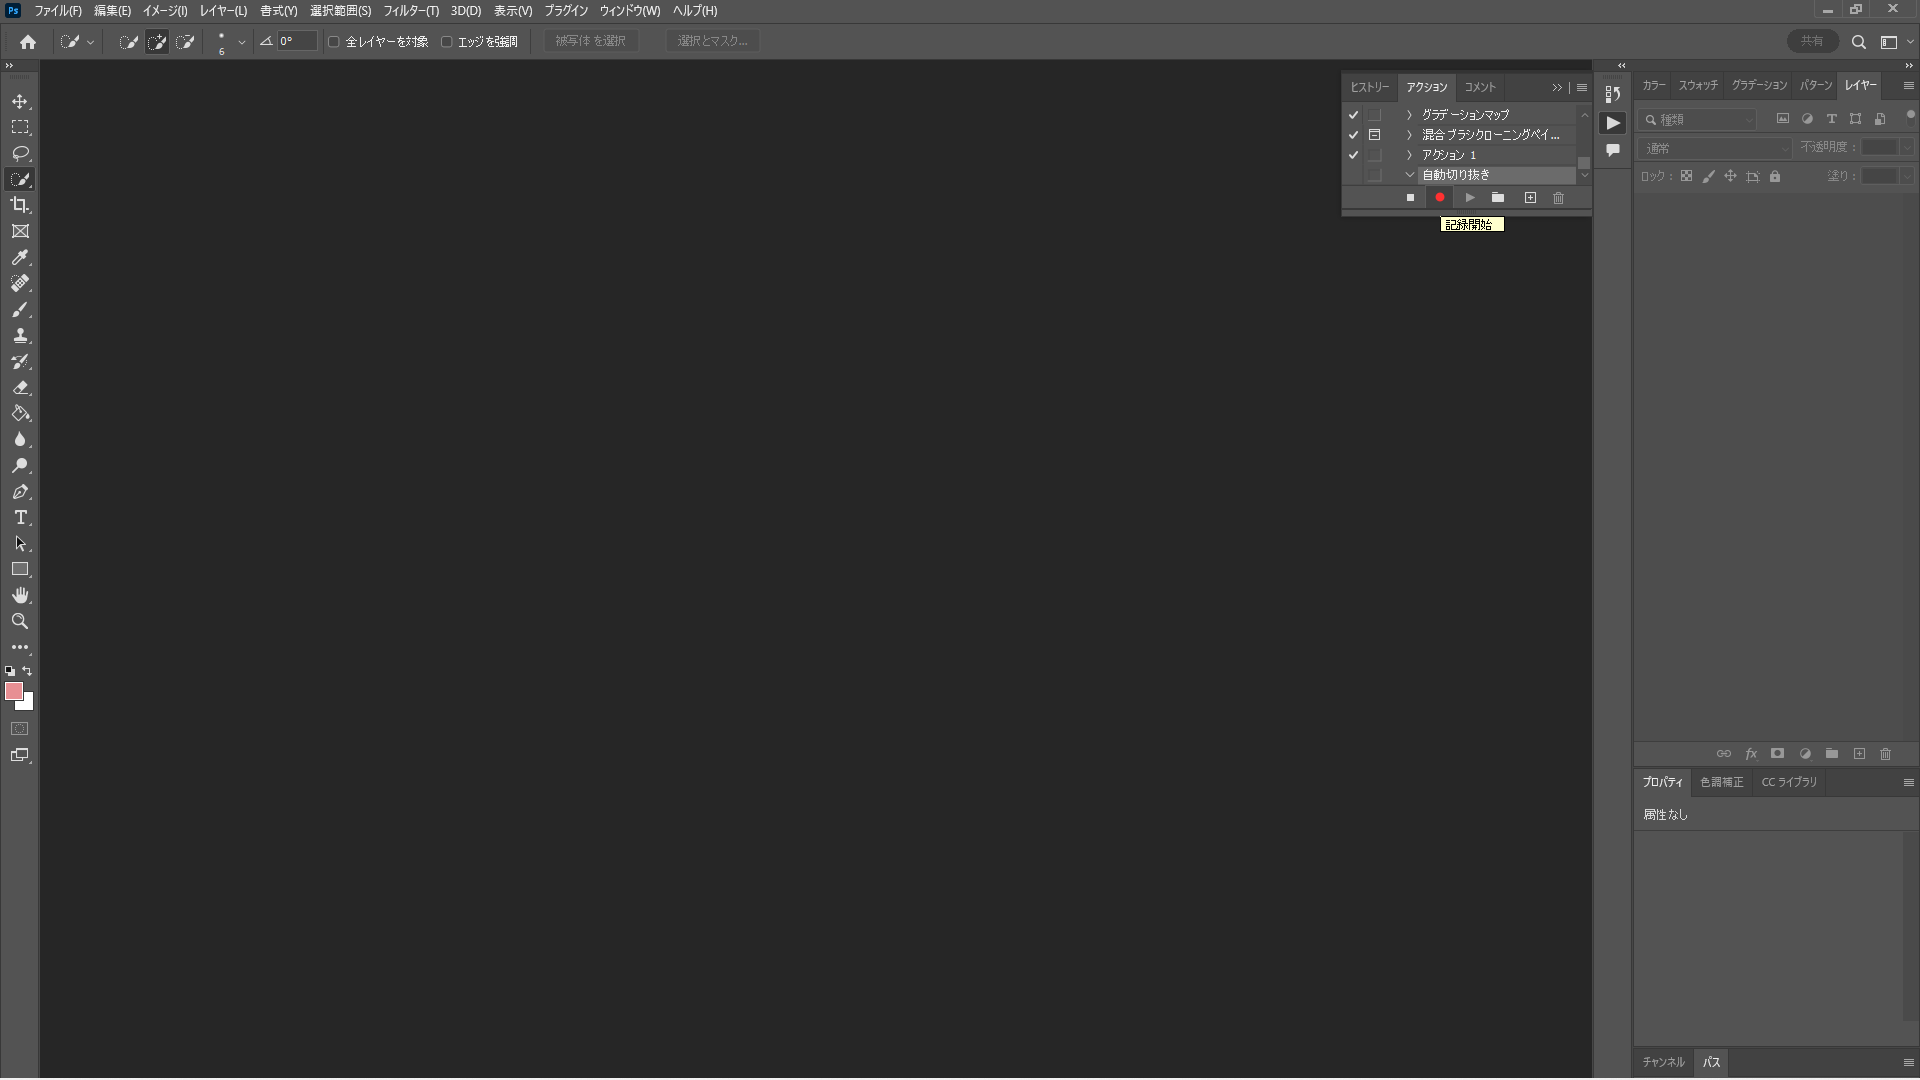 Ps ファイル(F) 編集(E) イメージ(I) レイヤー(L) 書式(Y) 選択範囲(S) フィルター(T) 3D(D) 表示(V) プラグイン ウィンドウ(W) ヘルプ(H)
6 0° 全レイヤーを対象 エッジを強調 被写体を選択 選択とマスク... 共有
ヒストリー アクション コメント
グラデーションマップ
混合ブラシクローニングペイ...
アクション 1
自動切り抜き
記録開始
カラー スウォッチ グラデーション パターン レイヤー
種類
通常 不透明度 :
ロック : 塗り :
fx
プロパティ 色調補正 CC ライブラリ
属性なし
チャンネル パス